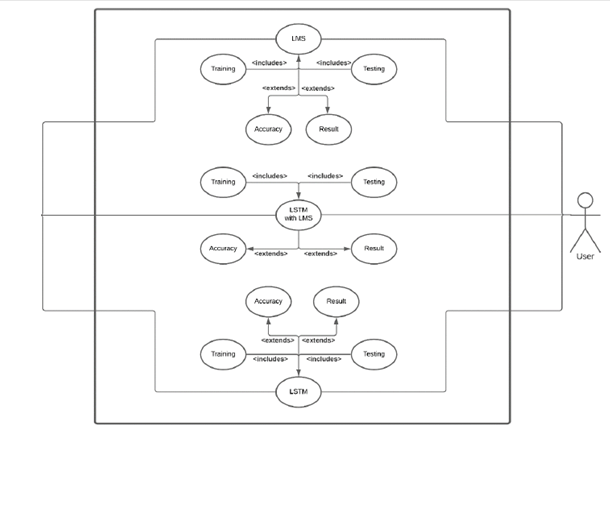 LMS
Training
<includes>
<includes>
Testing
<extends>
<extends>
Accuracy
Result
Training
<includes>
<includes>
Testing
LSTM
with LMS
Accuracy
<extends>
<extends>
Result
User
Accuracy
Result
<extends>
<extends>
Training
<includes>
<includes>
Testing
LSTM